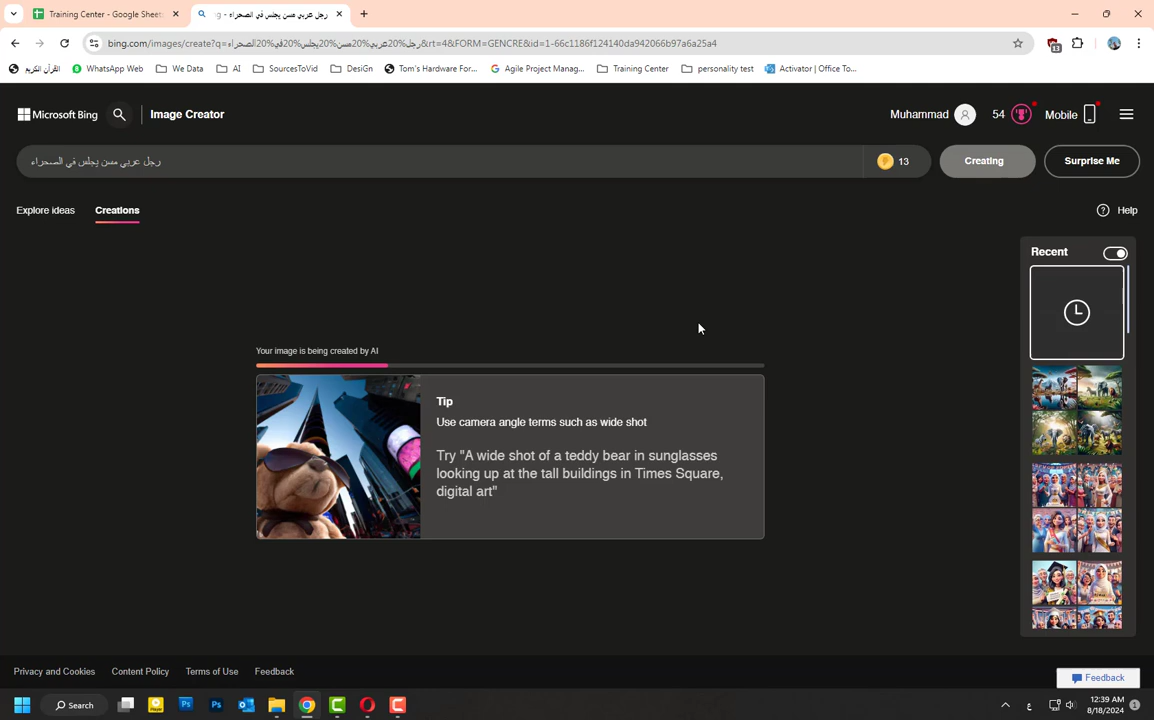 Training Center - Google Sheets
رجل عربي مسن يجلس في الصحراء - Bing
bing.com/images/create?q=رجل%20عربي%20مسن%20يجلس%20في%20الصحراء&rt=4&FORM=GENCRE&id=1-66c1186f124140da942066b97a6a25a4
13
القرآن الكريم
WhatsApp Web
We Data
AI
SourcesToVid
DesiGn
Tom's Hardware For...
Agile Project Manag...
Training Center
personality test
Activator | Office To...
Microsoft Bing
Image Creator
Muhammad
54
Mobile
رجل عربي مسن يجلس في الصحراء
13
Creating
Surprise Me
Explore ideas
Creations
Help
Recent
Your image is being created by AI
Tip
Use camera angle terms such as wide shot
Try "A wide shot of a teddy bear in sunglasses
looking up at the tall buildings in Times Square,
digital art"
Privacy and Cookies
Content Policy
Terms of Use
Feedback
Feedback
Search
ع
12:39 AM
8/18/2024
1